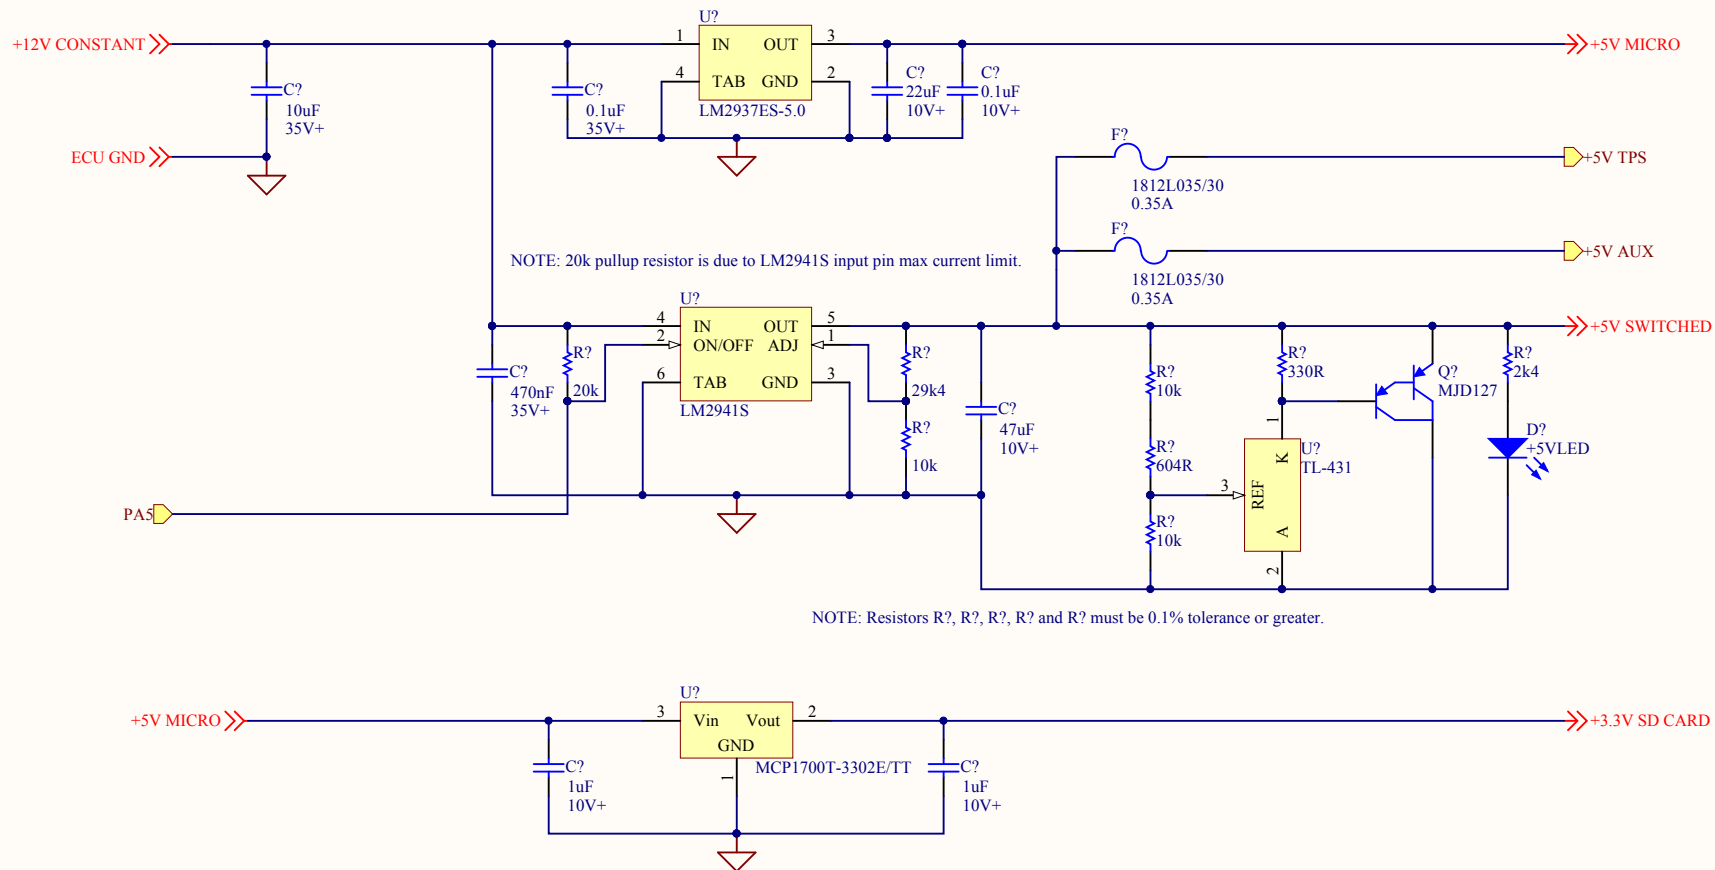 +12V CONSTANT
C?
10uF
35V+
ECU GND
C?
0.1uF
35V+
U?
1
IN
OUT
3
4
TAB
GND
2
LM2937ES-5.0
C?
22uF
10V+
C?
0.1uF
10V+
+5V MICRO
F?
1812L035/30
0.35A
+5V TPS
F?
1812L035/30
0.35A
+5V AUX
NOTE: 20k pullup resistor is due to LM2941S input pin max current limit.
U?
4
IN
OUT
5
2
ON/OFF
ADJ
1
6
TAB
GND
3
LM2941S
C?
470nF
35V+
R?
20k
PA5
R?
29k4
R?
10k
C?
47uF
10V+
+5V SWITCHED
R?
10k
R?
604R
R?
10k
R?
330R
1
K
U?
TL-431
3
REF
A
2
Q?
MJD127
R?
2k4
D?
+5VLED
NOTE: Resistors R?, R?, R?, R? and R? must be 0.1% tolerance or greater.
+5V MICRO
C?
1uF
10V+
U?
3
Vin
Vout
2
GND
1
MCP1700T-3302E/TT
C?
1uF
10V+
+3.3V SD CARD